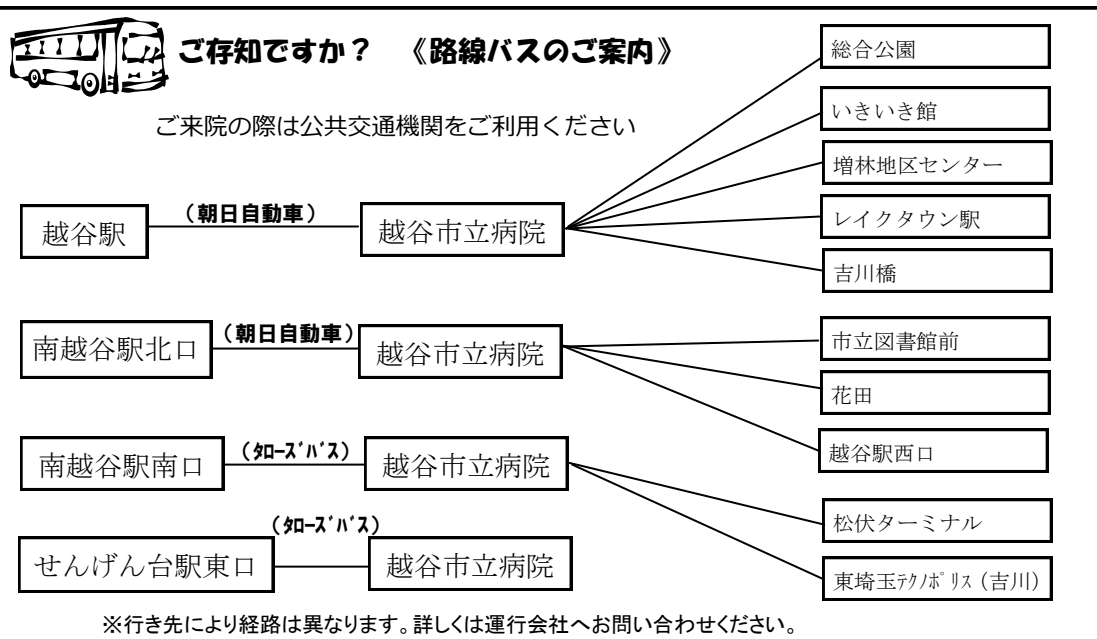 ご存知ですか？　《路線バスのご案内》
ご来院の際は公共交通機関をご利用ください
越谷駅
（朝日自動車）
越谷市立病院
総合公園
いきいき館
増林地区センター
レイクタウン駅
吉川橋
南越谷駅北口
（朝日自動車）
越谷市立病院
市立図書館前
花田
越谷駅西口
南越谷駅南口
（ﾀﾛｰｽﾞﾊﾞｽ）
越谷市立病院
松伏ターミナル
東埼玉ﾃｸﾉﾎﾟﾘｽ（吉川）
せんげん台駅東口
（ﾀﾛｰｽﾞﾊﾞｽ）
越谷市立病院
※行き先により経路は異なります。詳しくは運行会社へお問い合わせください。